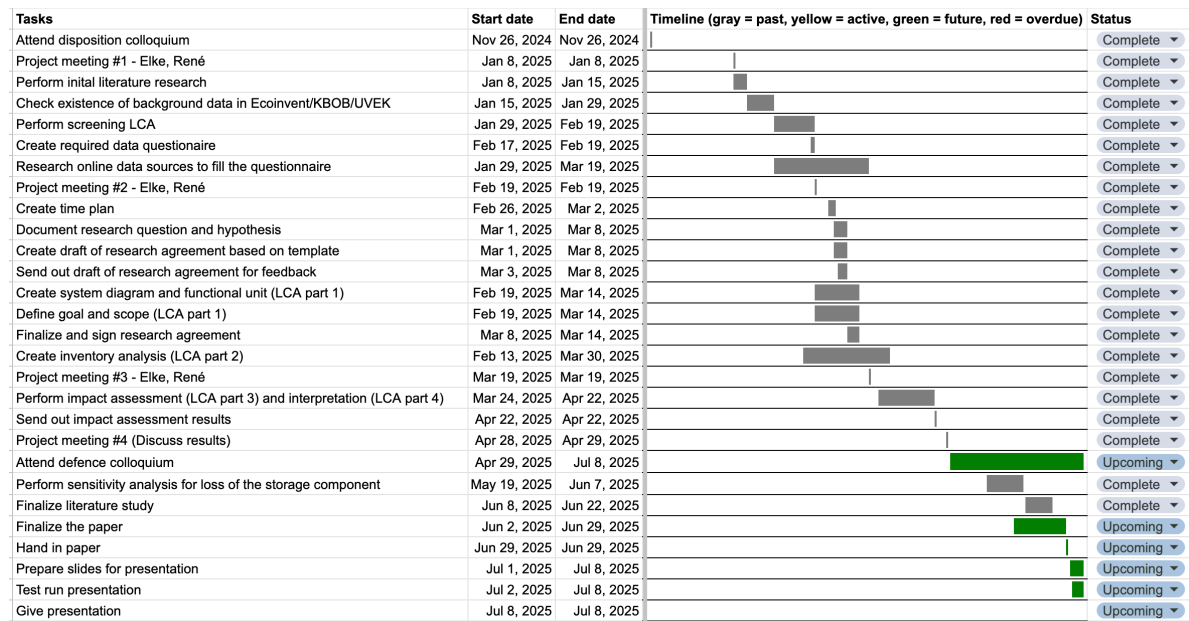 Tasks Start date End date Timeline (gray = past, yellow = active, green = future, red = overdue) Status
Attend disposition colloquium Nov 26, 2024 Nov 26, 2024 Complete
Project meeting #1 - Elke, René Jan 8, 2025 Jan 8, 2025 Complete
Perform inital literature research Jan 8, 2025 Jan 15, 2025 Complete
Check existence of background data in Ecoinvent/KBOB/UVEK Jan 15, 2025 Jan 29, 2025 Complete
Perform screening LCA Jan 29, 2025 Feb 19, 2025 Complete
Create required data questionaire Feb 17, 2025 Feb 19, 2025 Complete
Research online data sources to fill the questionnaire Jan 29, 2025 Mar 19, 2025 Complete
Project meeting #2 - Elke, René Feb 19, 2025 Feb 19, 2025 Complete
Create time plan Feb 26, 2025 Mar 2, 2025 Complete
Document research question and hypothesis Mar 1, 2025 Mar 8, 2025 Complete
Create draft of research agreement based on template Mar 1, 2025 Mar 8, 2025 Complete
Send out draft of research agreement for feedback Mar 3, 2025 Mar 8, 2025 Complete
Create system diagram and functional unit (LCA part 1) Feb 19, 2025 Mar 14, 2025 Complete
Define goal and scope (LCA part 1) Feb 19, 2025 Mar 14, 2025 Complete
Finalize and sign research agreement Mar 8, 2025 Mar 14, 2025 Complete
Create inventory analysis (LCA part 2) Feb 13, 2025 Mar 30, 2025 Complete
Project meeting #3 - Elke, René Mar 19, 2025 Mar 19, 2025 Complete
Perform impact assessment (LCA part 3) and interpretation (LCA part 4) Mar 24, 2025 Apr 22, 2025 Complete
Send out impact assessment results Apr 22, 2025 Apr 22, 2025 Complete
Project meeting #4 (Discuss results) Apr 28, 2025 Apr 29, 2025 Complete
Attend defence colloquium Apr 29, 2025 Jul 8, 2025 Upcoming
Perform sensitivity analysis for loss of the storage component May 19, 2025 Jun 7, 2025 Complete
Finalize literature study Jun 8, 2025 Jun 22, 2025 Complete
Finalize the paper Jun 2, 2025 Jun 29, 2025 Upcoming
Hand in paper Jun 29, 2025 Jun 29, 2025 Upcoming
Prepare slides for presentation Jul 1, 2025 Jul 8, 2025 Upcoming
Test run presentation Jul 2, 2025 Jul 8, 2025 Upcoming
Give presentation Jul 8, 2025 Jul 8, 2025 Upcoming